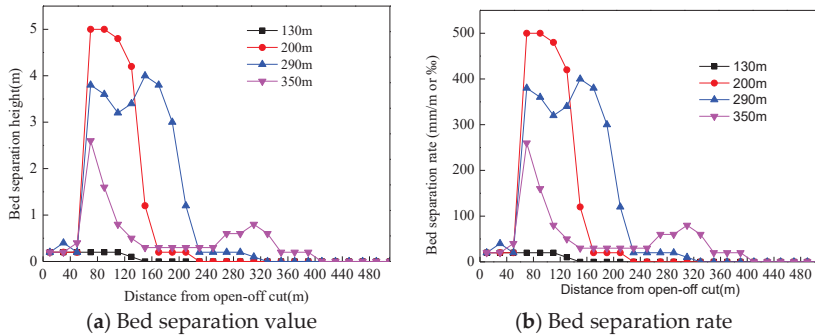 5
4
3
2
1
0
Bed separation height(m)
130m
200m
290m
350m
0 40 80 120 160 200 240 280 320 360 400 440 480
Distance from open-off cut(m)
(a) Bed separation value
500
400
300
200
100
0
Bed separation rate (mm/m or ‰)
130m
200m
290m
350m
0 40 80 120 160 200 240 280 320 360 400 440 480
Distance from open-off cut(m)
(b) Bed separation rate